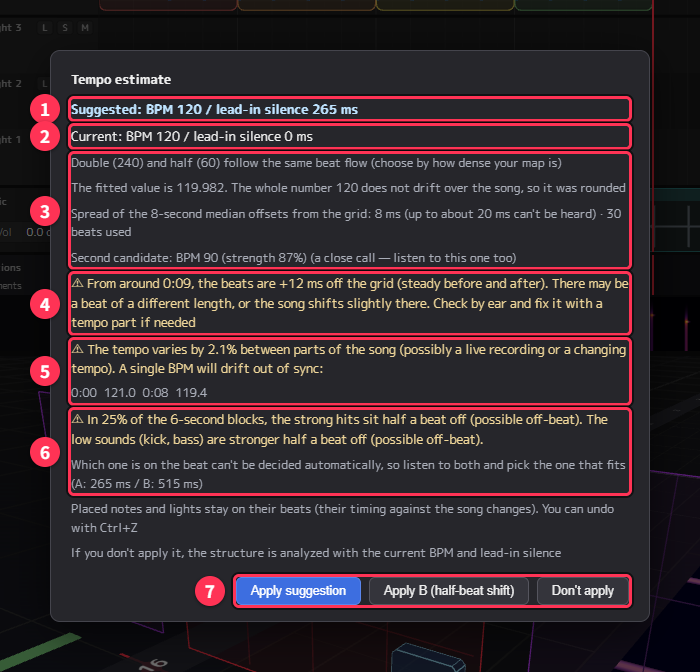 ght 3 L S M
ght 2 L
ght 1
ic
Vol 0.0 d
ions
ments
Tempo estimate
1 Suggested: BPM 120 / lead-in silence 265 ms
2 Current: BPM 120 / lead-in silence 0 ms
Double (240) and half (60) follow the same beat flow (choose by how dense your map is)
The fitted value is 119.982. The whole number 120 does not drift over the song, so it was rounded
3 Spread of the 8-second median offsets from the grid: 8 ms (up to about 20 ms can't be heard) · 30
beats used
Second candidate: BPM 90 (strength 87%) (a close call — listen to this one too)
⚠ From around 0:09, the beats are +12 ms off the grid (steady before and after). There may be
4 a beat of a different length, or the song shifts slightly there. Check by ear and fix it with a
tempo part if needed
⚠ The tempo varies by 2.1% between parts of the song (possibly a live recording or a changing
5 tempo). A single BPM will drift out of sync:
0:00 121.0 0:08 119.4
⚠ In 25% of the 6-second blocks, the strong hits sit half a beat off (possible off-beat). The
low sounds (kick, bass) are stronger half a beat off (possible off-beat).
6 Which one is on the beat can't be decided automatically, so listen to both and pick the one that fits
(A: 265 ms / B: 515 ms)
Placed notes and lights stay on their beats (their timing against the song changes). You can undo
with Ctrl+Z
If you don't apply it, the structure is analyzed with the current BPM and lead-in silence
7 Apply suggestion Apply B (half-beat shift) Don't apply
16